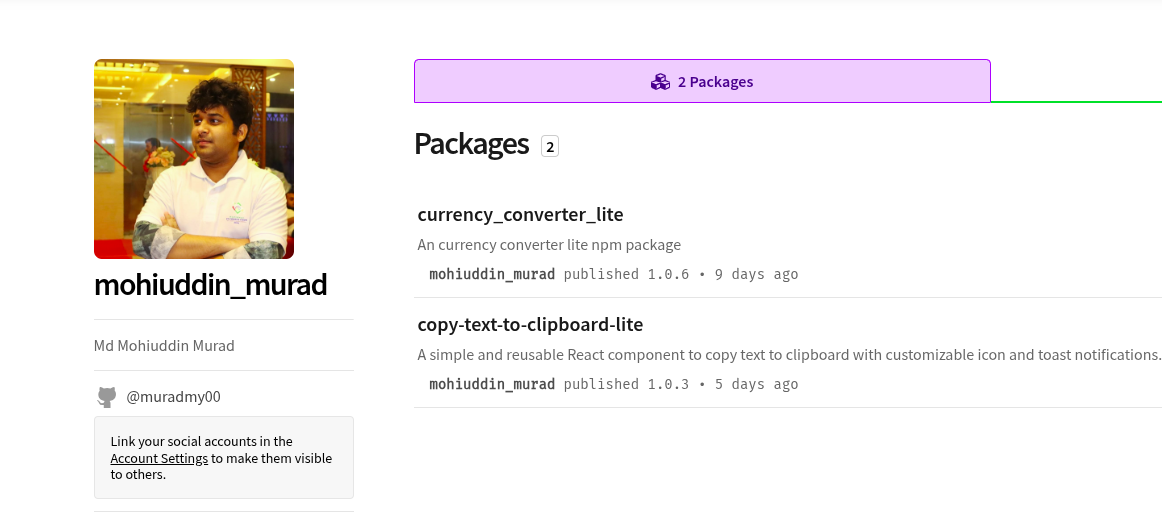 2 Packages
Packages 2
currency_converter_lite
An currency converter lite npm package
mohiuddin_murad published 1.0.6 • 9 days ago
copy-text-to-clipboard-lite
A simple and reusable React component to copy text to clipboard with customizable icon and toast notifications.
mohiuddin_murad published 1.0.3 • 5 days ago
mohiuddin_murad
Md Mohiuddin Murad
@muradmy00
Link your social accounts in the
Account Settings to make them visible
to others.